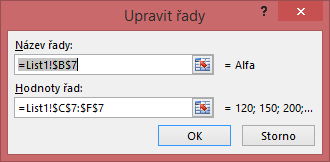 Upravit řady
Název řady:
=List1!$B$7 = Alfa
Hodnoty řad:
=List1!$C$7:$F$7 = 120; 150; 200;...
OK Storno